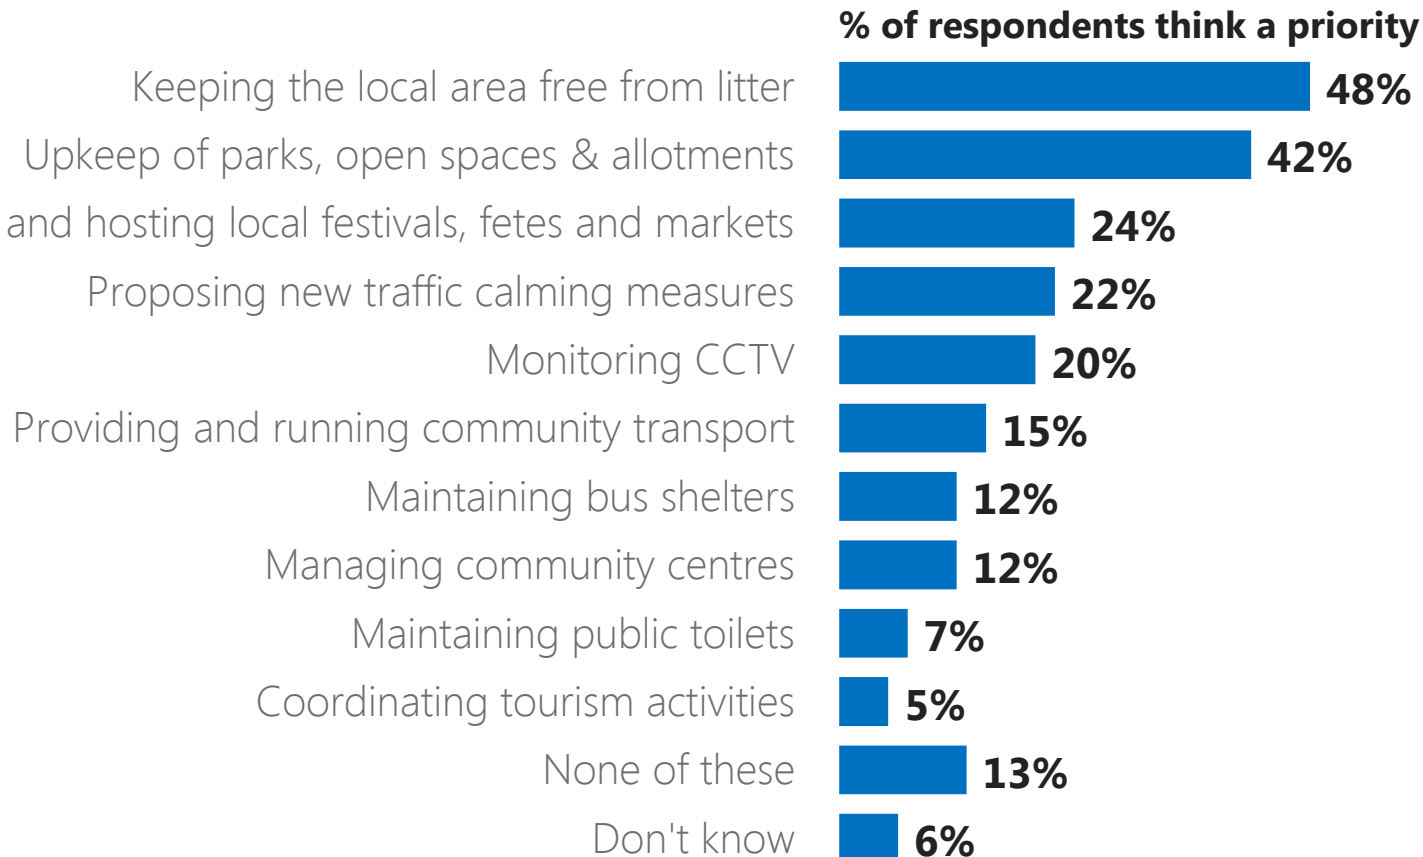 % of respondents think a priority
Keeping the local area free from litter 48%
Upkeep of parks, open spaces & allotments 42%
and hosting local festivals, fetes and markets 24%
Proposing new traffic calming measures 22%
Monitoring CCTV 20%
Providing and running community transport 15%
Maintaining bus shelters 12%
Managing community centres 12%
Maintaining public toilets 7%
Coordinating tourism activities 5%
None of these 13%
Don't know 6%